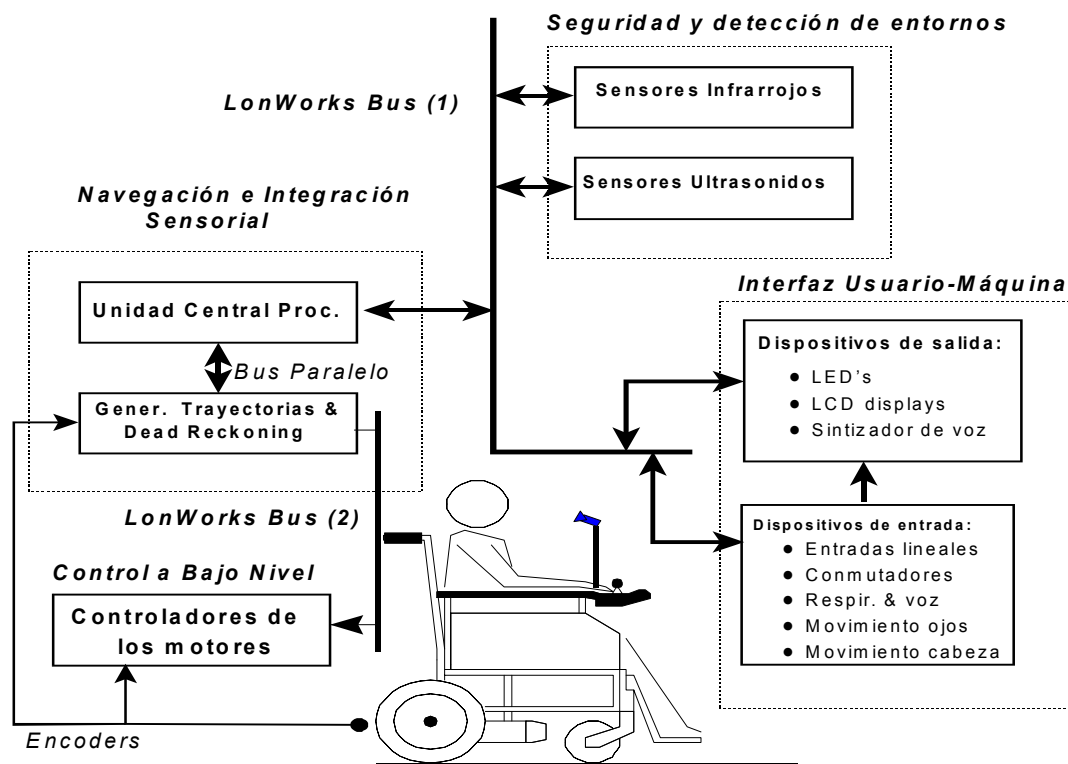 Seguridad y detección de entornos
Sensores Infrarrojos
LonWorks Bus (1)
Sensores Ultrasonidos
Navegación e Integración
Sensorial
Unidad Central Proc.
Bus Paralelo
Gener. Trayectorias &
Dead Reckoning
Interfaz Usuario-Máquina
Dispositivos de salida:
● LED's
● LCD displays
● Sintizador de voz
Dispositivos de entrada:
● Entradas lineales
● Conmutadores
● Respir. & voz
● Movimiento ojos
● Movimiento cabeza
LonWorks Bus (2)
Control a Bajo Nivel
Controladores de
los motores
Encoders